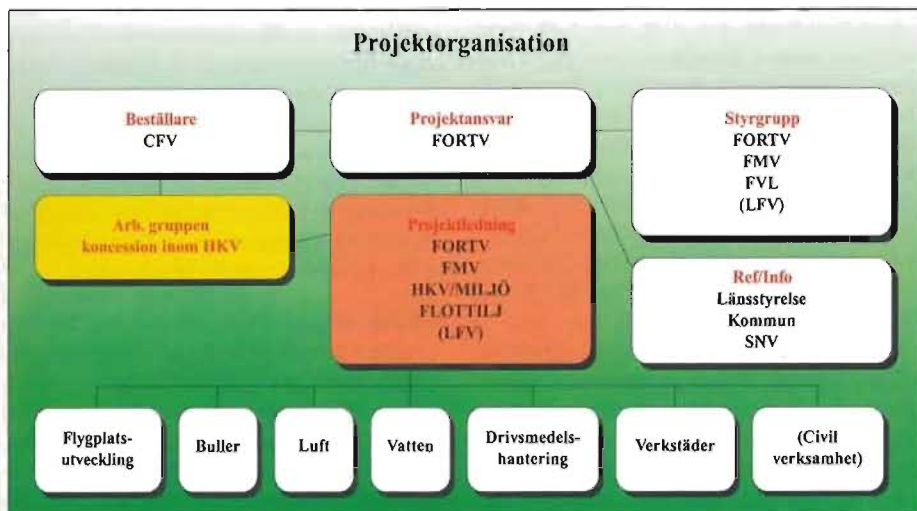 Projektorganisation
Beställare
CFV
Projektansvar
FORTV
Styrgrupp
FORTV
FMV
FVL
(LFV)
Arb. gruppen
koncession inom HKV
Projektledning
FORTV
FMV
HKV/MILJÖ
FLOTTILJ
(LFV)
Ref/Info
Länsstyrelse
Kommun
SNV
Flygplats-
utveckling
Buller
Luft
Vatten
Drivsmedels-
hantering
Verkstäder
(Civil
verksamhet)